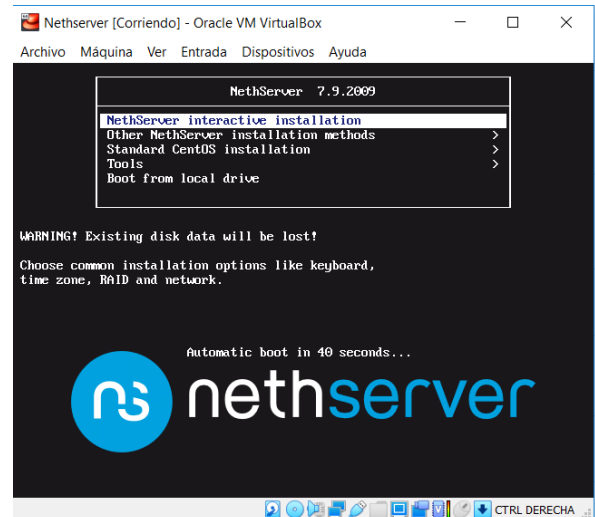 Nethserver [Corriendo] - Oracle VM VirtualBox
Archivo Máquina Ver Entrada Dispositivos Ayuda
NethServer 7.9.2009
NethServer interactive installation
Other NethServer installation methods >
Standard CentOS installation >
Tools >
Boot from local drive
WARNING! Existing disk data will be lost!
Choose common installation options like keyboard,
time zone, RAID and network.
Automatic boot in 40 seconds...
ns nethserver
CTRL DERECHA